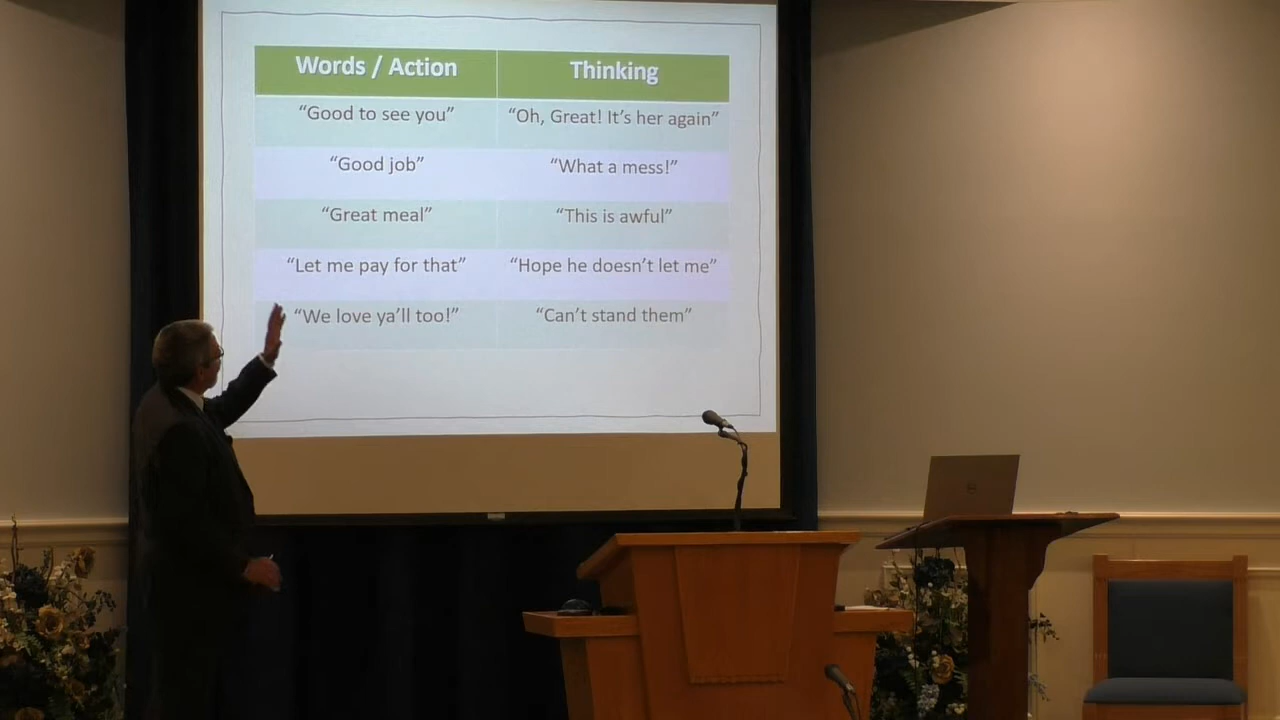 Words / Action Thinking
“Good to see you” “Oh, Great! It’s her again”
“Good job” “What a mess!”
“Great meal” “This is awful”
“Let me pay for that” “Hope he doesn’t let me”
“We love ya’ll too!” “Can’t stand them”